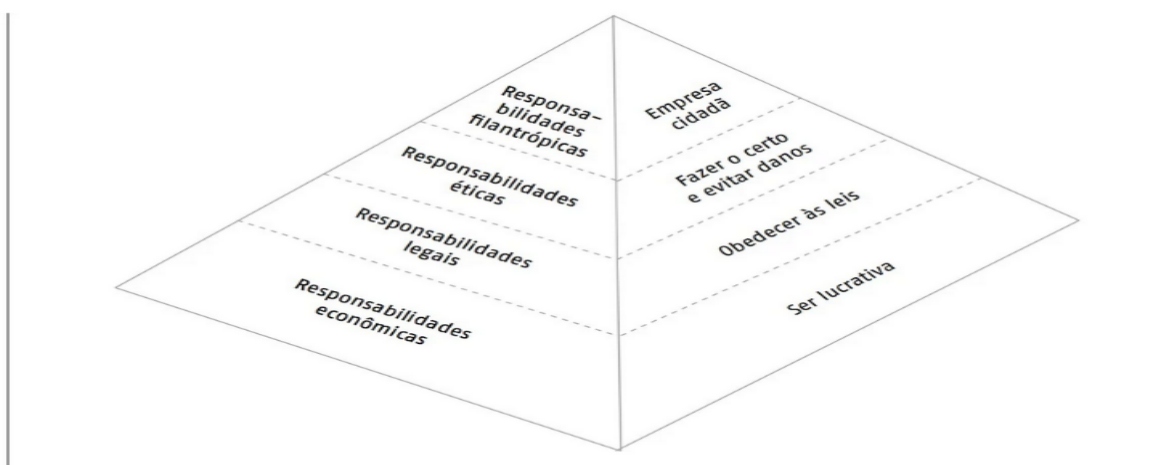 Responsa-
bilidades
filantrópicas
Empresa
cidadã
Responsabilidades
éticas
Fazer o certo
e evitar danos
Responsabilidades
legais
Obedecer às leis
Responsabilidades
econômicas
Ser lucrativa